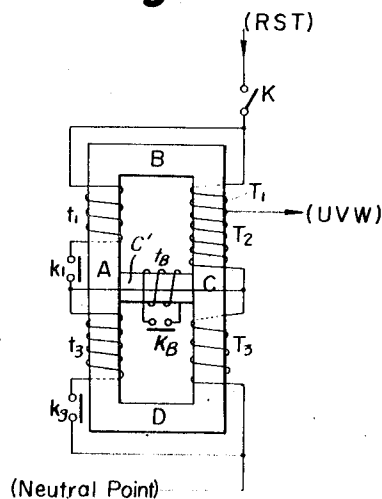 (RST)
K
B
T1
t1
(UVW)
C'
tB
T2
k1
A
C
KB
t3
T3
k3
D
(Neutral Point)